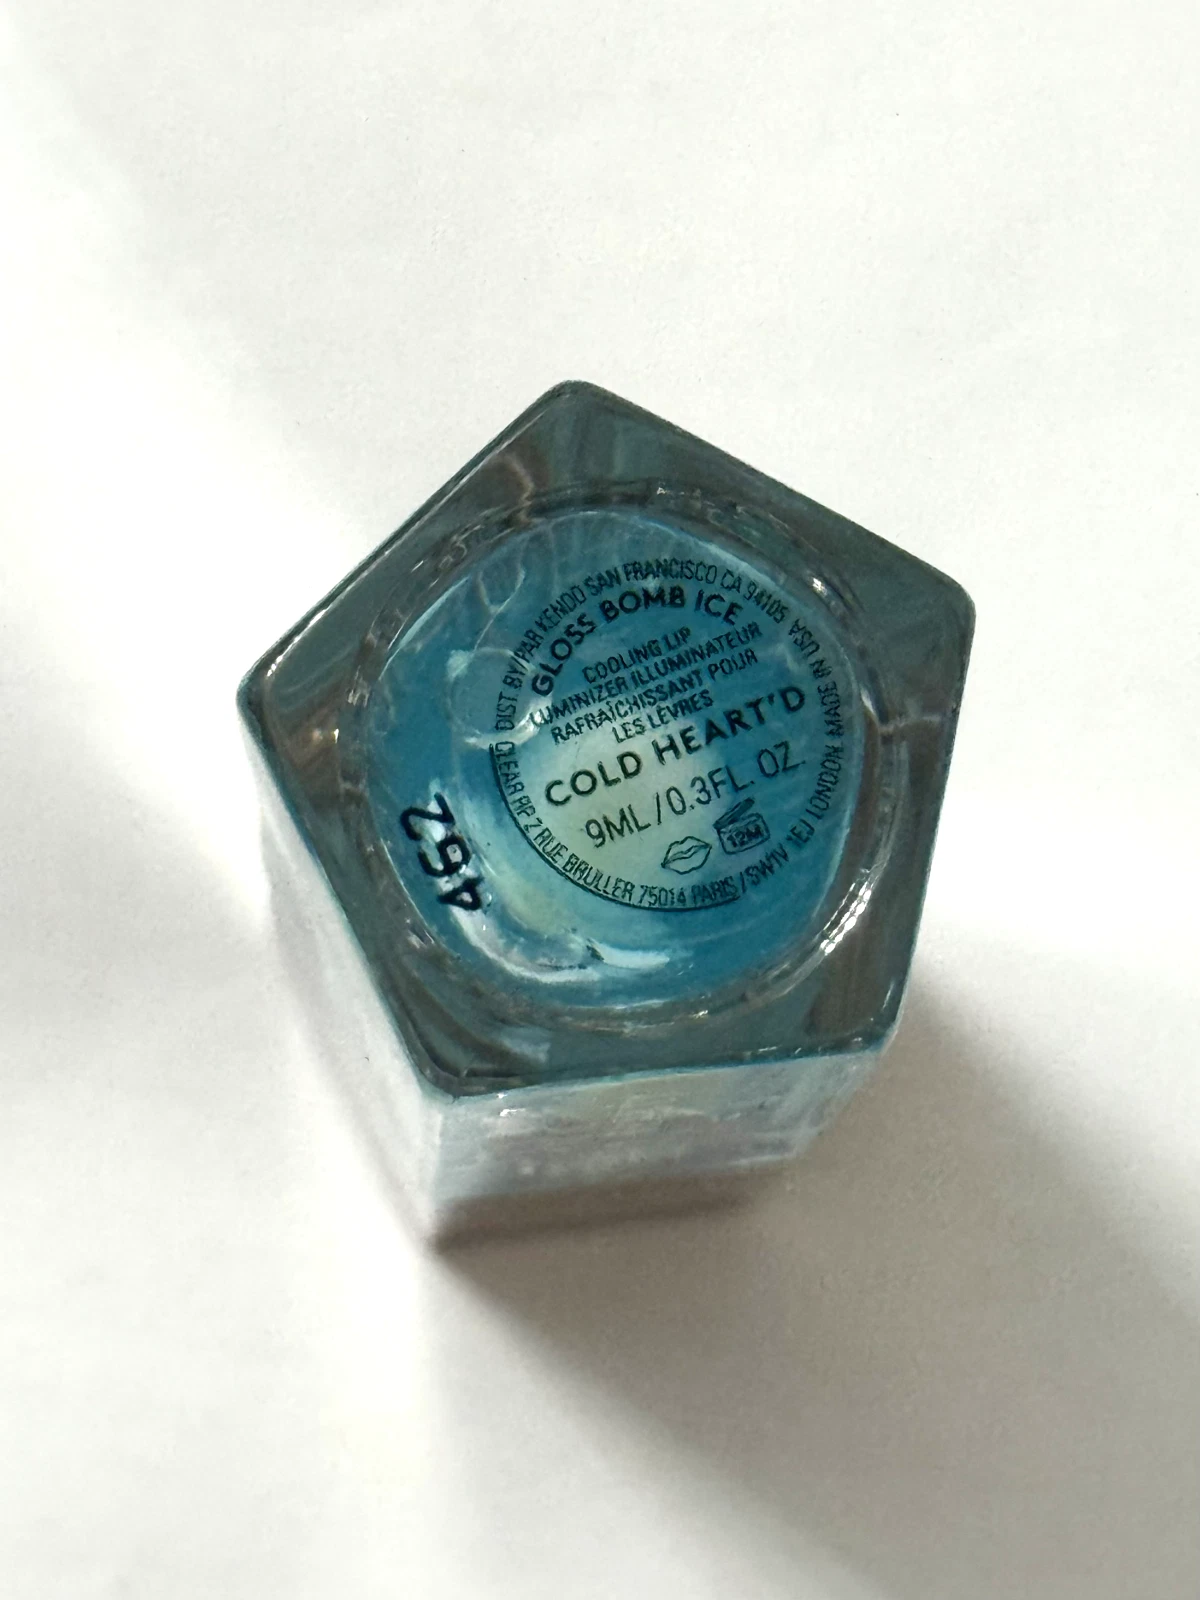 DIST. BY/PAR KENDO SAN FRANCISCO CA 94105 USA
GLOSS BOMB ICE
COOLING LIP
LUMINIZER ILLUMINATEUR
RAFRAÎCHISSANT POUR
LES LÈVRES
COLD HEART'D
9ML/0.3FL. OZ.
12M
CLEAR RP 2 RUE BRULLER 75014 PARIS / SW1V 1EJ LONDON MADE IN
462